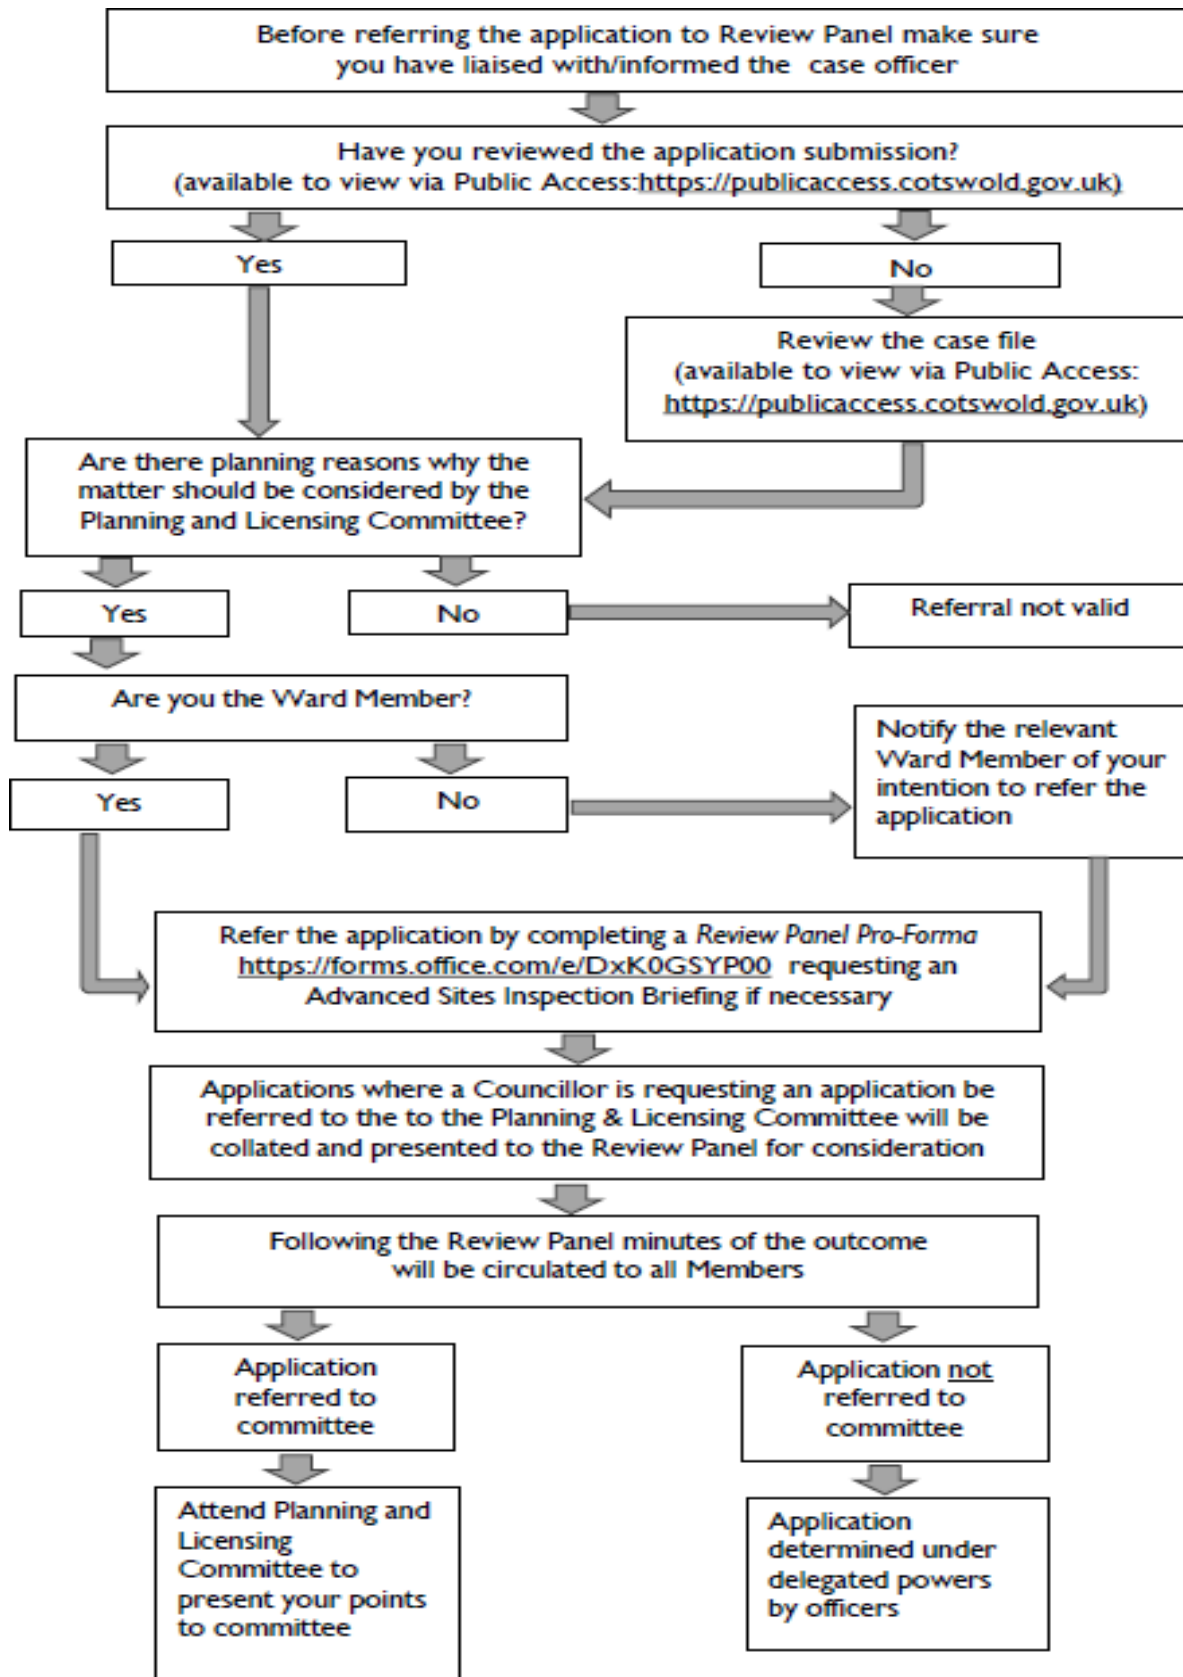 Before referring the application to Review Panel make sure
you have liaised with/informed the case officer
Have you reviewed the application submission?
(available to view via Public Access:https://publicaccess.cotswold.gov.uk)
Yes
No
Review the case file
(available to view via Public Access:
https://publicaccess.cotswold.gov.uk)
Are there planning reasons why the
matter should be considered by the
Planning and Licensing Committee?
Yes
No
Referral not valid
Are you the Ward Member?
Yes
No
Notify the relevant
Ward Member of your
intention to refer the
application
Refer the application by completing a Review Panel Pro-Forma
https://forms.office.com/e/DxK0GSYP00 requesting an
Advanced Sites Inspection Briefing if necessary
Applications where a Councillor is requesting an application be
referred to the to the Planning & Licensing Committee will be
collated and presented to the Review Panel for consideration
Following the Review Panel minutes of the outcome
will be circulated to all Members
Application
referred to
committee
Application not
referred to
committee
Attend Planning and
Licensing
Committee to
present your points
to committee
Application
determined under
delegated powers
by officers